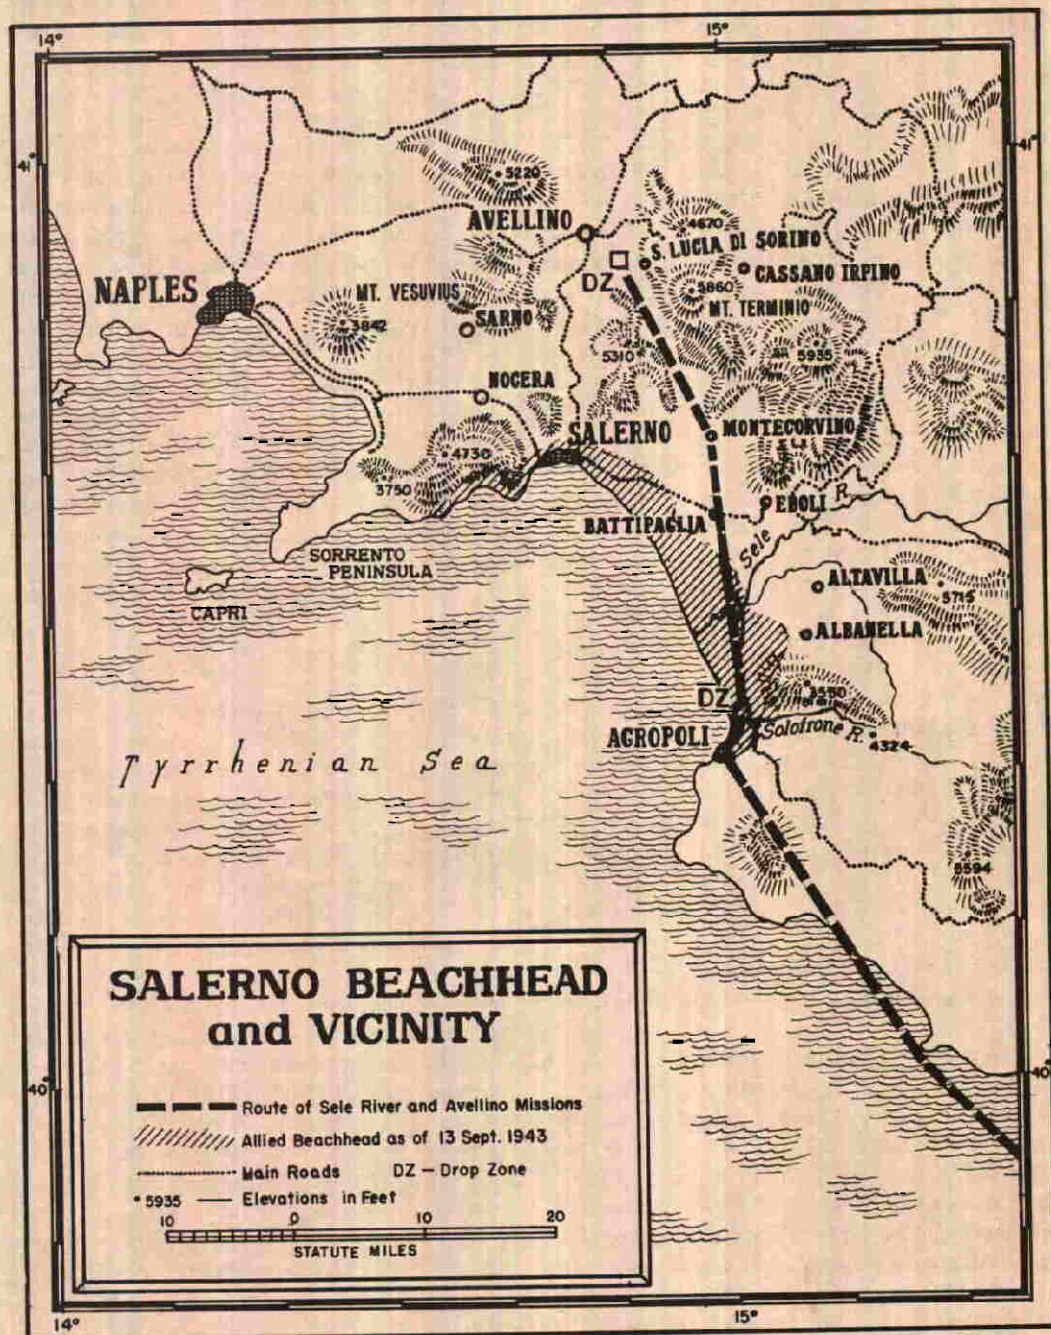 14°
15°
41°
41°
5220
AVELLINO
4670
S. LUCIA DI SORINO
DZ
CASSANO IRPINO
NAPLES
MT. VESUVIUS
5860
MT. TERMINIO
SARNO
3842
5310
5935
NOCERA
SALERNO
MONTECORVINO
4730
3750
EBOLI
R.
BATTIPAGLIA
Sele
SORRENTO
PENINSULA
ALTAVILLA
5715
CAPRI
ALBANELLA
DZ
3550
AGROPOLI
Solofrone R.
4324
Tyrrhenian Sea
5594
SALERNO BEACHHEAD
and VICINITY
40°
40°
Route of Sele River and Avellino Missions
Allied Beachhead as of 13 Sept. 1943
Main Roads DZ – Drop Zone
• 5935 — Elevations in Feet
10 0 10 20
STATUTE MILES
14°
15°